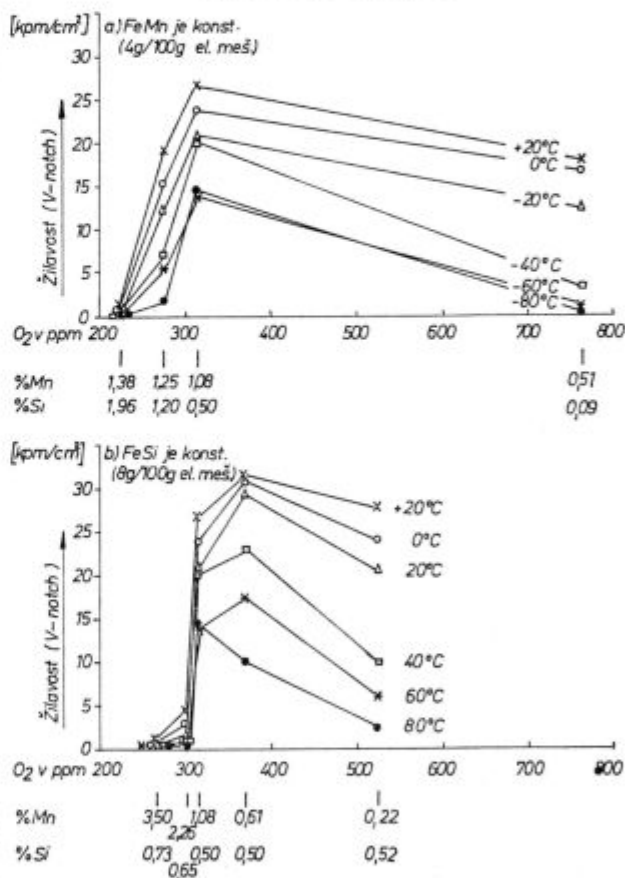 [kpm/cm²]
a) FeMn je konst.
(4g/100g el. meš.)
30
25
20
15
10
5
0
Žilavost (V-notch)
+20°C
0°C
-20°C
-40°C
-60°C
-80°C
O2 v ppm 200 300 400 500 600 700 800
%Mn 1,38 1,25 1,08 0,51
%Si 1,96 1,20 0,50 0,09
[kpm/cm²]
b) FeSi je konst.
(8g/100g el. meš.)
30
25
20
15
10
5
0
Žilavost (V-notch)
+20°C
0°C
20°C
40°C
60°C
80°C
O2 v ppm 200 300 400 500 600 700 800
%Mn 3,50 1,08 0,61 0,22
2,26
%Si 0,73 0,50 0,50 0,52
0,65